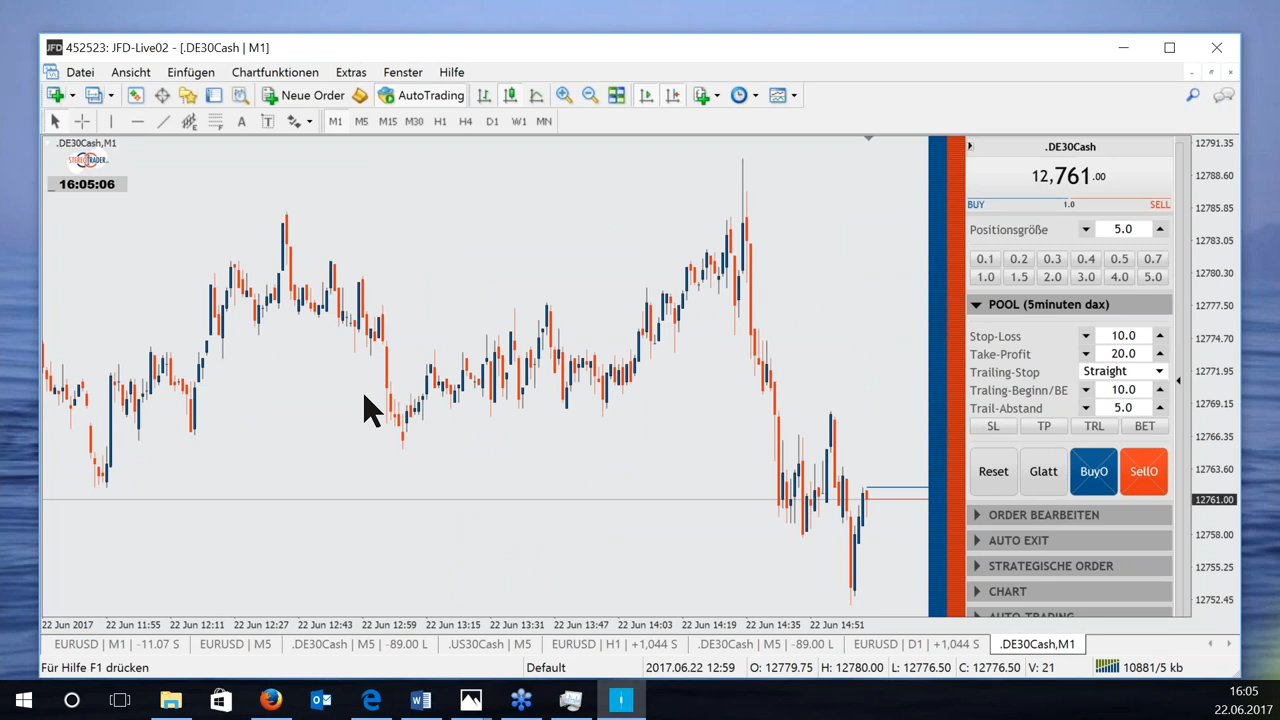 JFD 452523: JFD-Live02 - [.DE30Cash | M1]
Datei Ansicht Einfügen Chartfunktionen Extras Fenster Hilfe
Neue Order AutoTrading
A T M1 M5 M15 M30 H1 H4 D1 W1 MN
.DE30Cash,M1
STEREOTRADER
16:05:06
.DE30Cash
12,761.00
BUY 1.0 SELL
Positionsgröße 5.0
0.1 0.2 0.3 0.4 0.5 0.7
1.0 1.5 2.0 3.0 4.0 5.0
POOL (5minuten dax)
Stop-Loss 10.0
Take-Profit 20.0
Trailing-Stop Straight
Traling-Beginn/BE 10.0
Trail-Abstand 5.0
SL TP TRL BET
Reset Glatt BuyO SellO
ORDER BEARBEITEN
AUTO EXIT
STRATEGISCHE ORDER
CHART
AUTO TRADING
12791.35
12788.60
12785.85
12783.05
12780.30
12777.50
12774.70
12771.95
12769.15
12766.35
12763.60
12761.00
12758.00
12755.25
12752.45
22 Jun 2017 22 Jun 11:55 22 Jun 12:11 22 Jun 12:27 22 Jun 12:43 22 Jun 12:59 22 Jun 13:15 22 Jun 13:31 22 Jun 13:47 22 Jun 14:03 22 Jun 14:19 22 Jun 14:35 22 Jun 14:51
EURUSD | M1 | -11.07 S EURUSD | M5 .DE30Cash | M5 | -89.00 L .US30Cash | M5 EURUSD | H1 | +1,044 S .DE30Cash | M5 | -89.00 L EURUSD | D1 | +1,044 S .DE30Cash,M1
Für Hilfe F1 drücken Default 2017.06.22 12:59 O: 12779.75 H: 12780.00 L: 12776.50 C: 12776.50 V: 21 10881/5 kb
16:05
22.06.2017